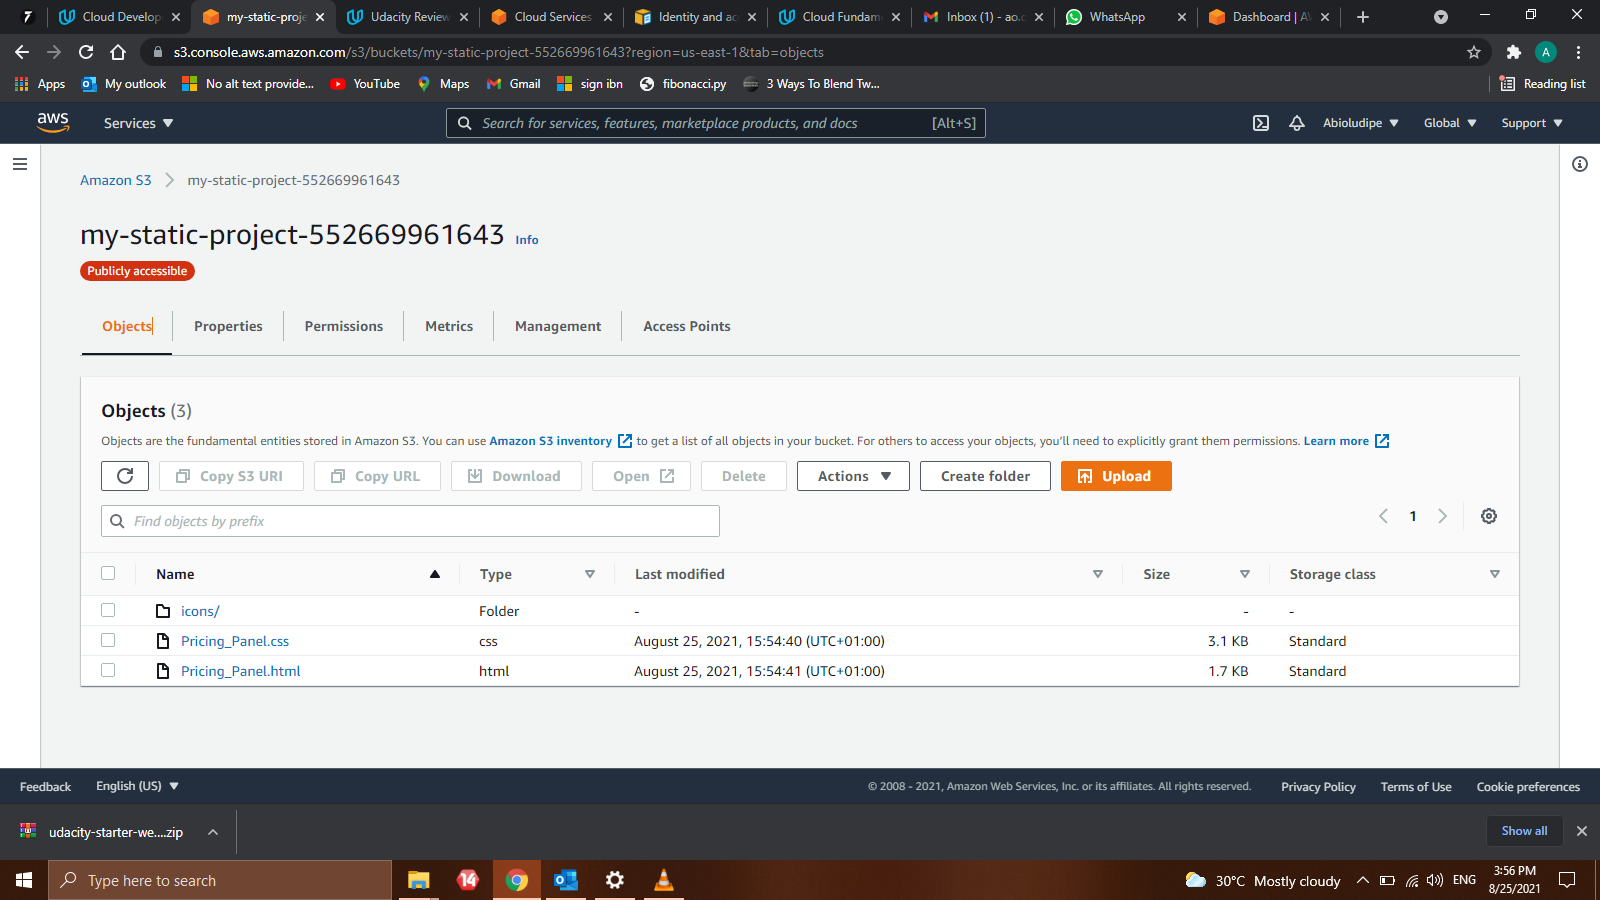 Cloud Develop
my-static-proje
Udacity Review
Cloud Services
Identity and ac
Cloud Fundam
Inbox (1) - ao.c
WhatsApp
Dashboard | AV
s3.console.aws.amazon.com/s3/buckets/my-static-project-552669961643?region=us-east-1&tab=objects
A
Apps
My outlook
No alt text provide...
YouTube
Maps
Gmail
sign ibn
fibonacci.py
3 Ways To Blend Tw...
Reading list
aws
Services
Search for services, features, marketplace products, and docs
[Alt+S]
Abioludipe
Global
Support
Amazon S3
my-static-project-552669961643
my-static-project-552669961643
Info
Publicly accessible
Objects
Properties
Permissions
Metrics
Management
Access Points
Objects (3)
Objects are the fundamental entities stored in Amazon S3. You can use Amazon S3 inventory to get a list of all objects in your bucket. For others to access your objects, you'll need to explicitly grant them permissions. Learn more
Copy S3 URI
Copy URL
Download
Open
Delete
Actions
Create folder
Upload
Find objects by prefix
1
Name
Type
Last modified
Size
Storage class
icons/
Folder
-
-
-
Pricing_Panel.css
css
August 25, 2021, 15:54:40 (UTC+01:00)
3.1 KB
Standard
Pricing_Panel.html
html
August 25, 2021, 15:54:41 (UTC+01:00)
1.7 KB
Standard
Feedback
English (US)
© 2008 - 2021, Amazon Web Services, Inc. or its affiliates. All rights reserved.
Privacy Policy
Terms of Use
Cookie preferences
udacity-starter-we....zip
Show all
Type here to search
14
30°C Mostly cloudy
ENG
3:56 PM
8/25/2021